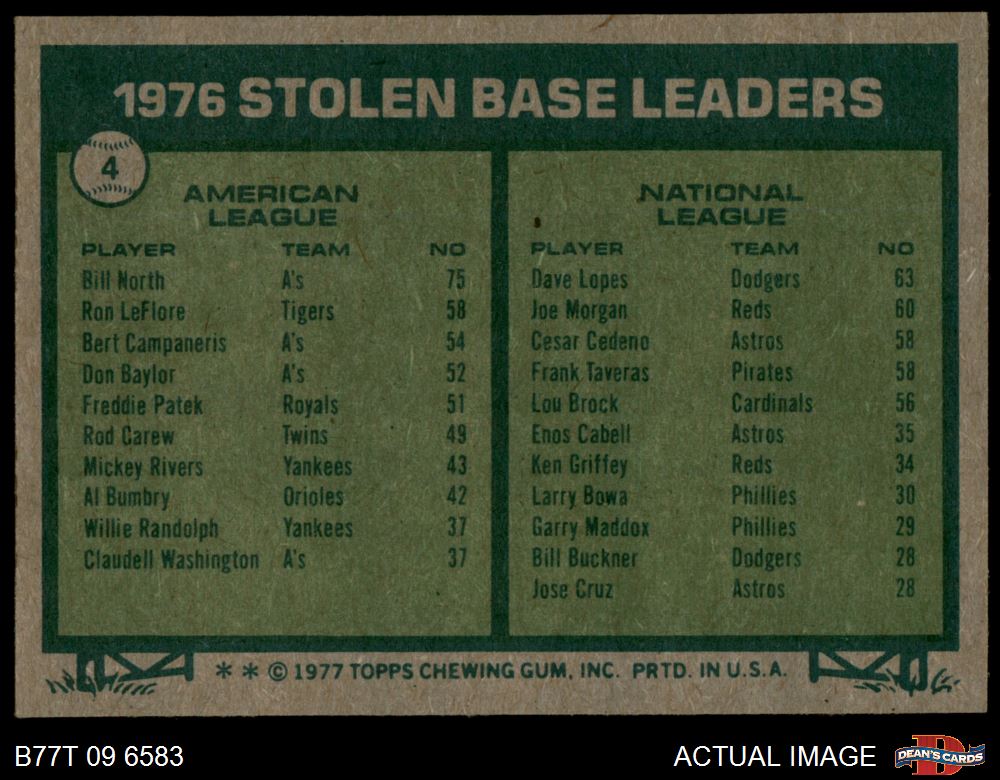 1976 STOLEN BASE LEADERS
4
AMERICAN
LEAGUE
PLAYER TEAM NO
Bill North A's 75
Ron LeFlore Tigers 58
Bert Campaneris A's 54
Don Baylor A's 52
Freddie Patek Royals 51
Rod Carew Twins 49
Mickey Rivers Yankees 43
Al Bumbry Orioles 42
Willie Randolph Yankees 37
Claudell Washington A's 37
NATIONAL
LEAGUE
PLAYER TEAM NO
Dave Lopes Dodgers 63
Joe Morgan Reds 60
Cesar Cedeno Astros 58
Frank Taveras Pirates 58
Lou Brock Cardinals 56
Enos Cabell Astros 35
Ken Griffey Reds 34
Larry Bowa Phillies 30
Garry Maddox Phillies 29
Bill Buckner Dodgers 28
Jose Cruz Astros 28
* * © 1977 TOPPS CHEWING GUM, INC. PRTD. IN U.S.A.
B77T 09 6583
ACTUAL IMAGE
D
DEAN'S CARDS